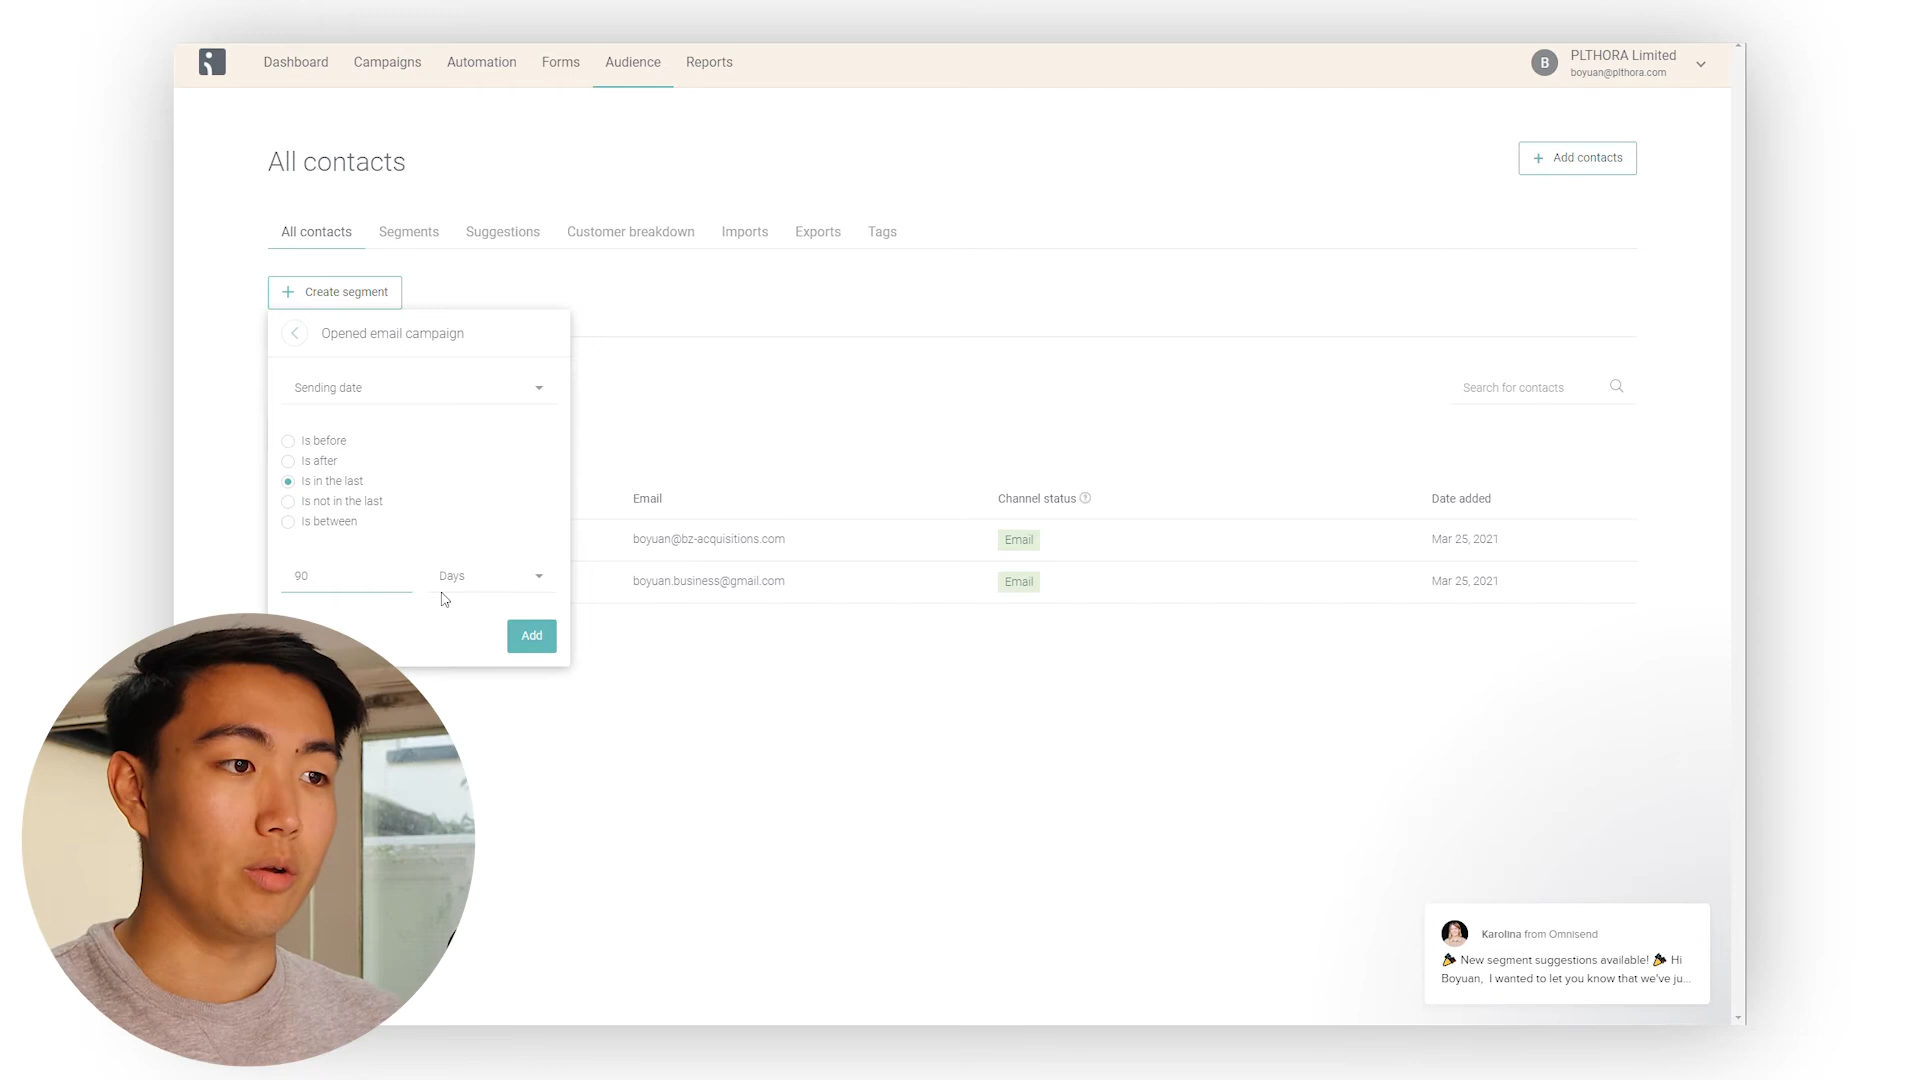 Dashboard
Campaigns
Automation
Forms
Audience
Reports
B
PLTHORA Limited
boyuan@plthora.com
All contacts
+ Add contacts
All contacts
Segments
Suggestions
Customer breakdown
Imports
Exports
Tags
+ Create segment
Opened email campaign
Sending date
Search for contacts
Is before
Is after
Is in the last
Is not in the last
Is between
90
Days
Add
Email
Channel status ?
Date added
boyuan@bz-acquisitions.com
Email
Mar 25, 2021
boyuan.business@gmail.com
Email
Mar 25, 2021
Karolina from Omnisend
🎉 New segment suggestions available! 🎉 Hi
Boyuan, I wanted to let you know that we've ju...